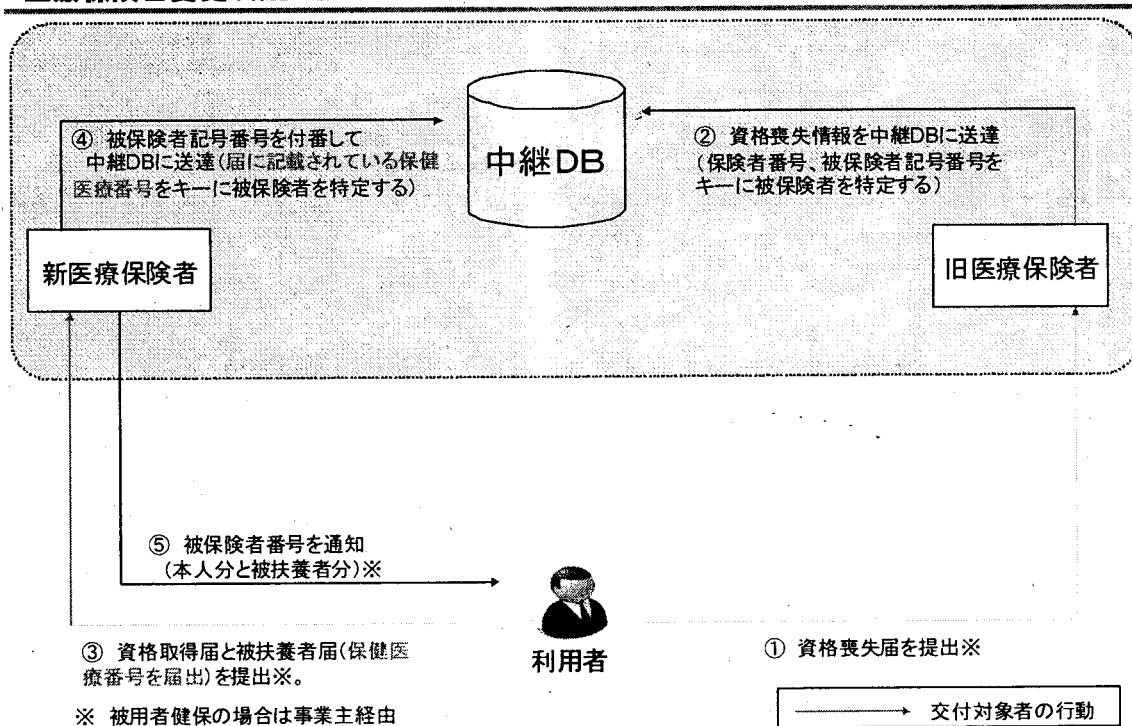 ④ 被保険者記号番号を付番して
中継DBに送達(届に記載されている保健
医療番号をキーに被保険者を特定する)
中継DB
② 資格喪失情報を中継DBに送達
(保険者番号、被保険者記号番号を
キーに被保険者を特定する)
新医療保険者
旧医療保険者
⑤ 被保険者番号を通知
(本人分と被扶養者分)※
利用者
③ 資格取得届と被扶養者届(保健医
療番号を届出)を提出※。
① 資格喪失届を提出※
※ 被用者健保の場合は事業主経由
交付対象者の行動